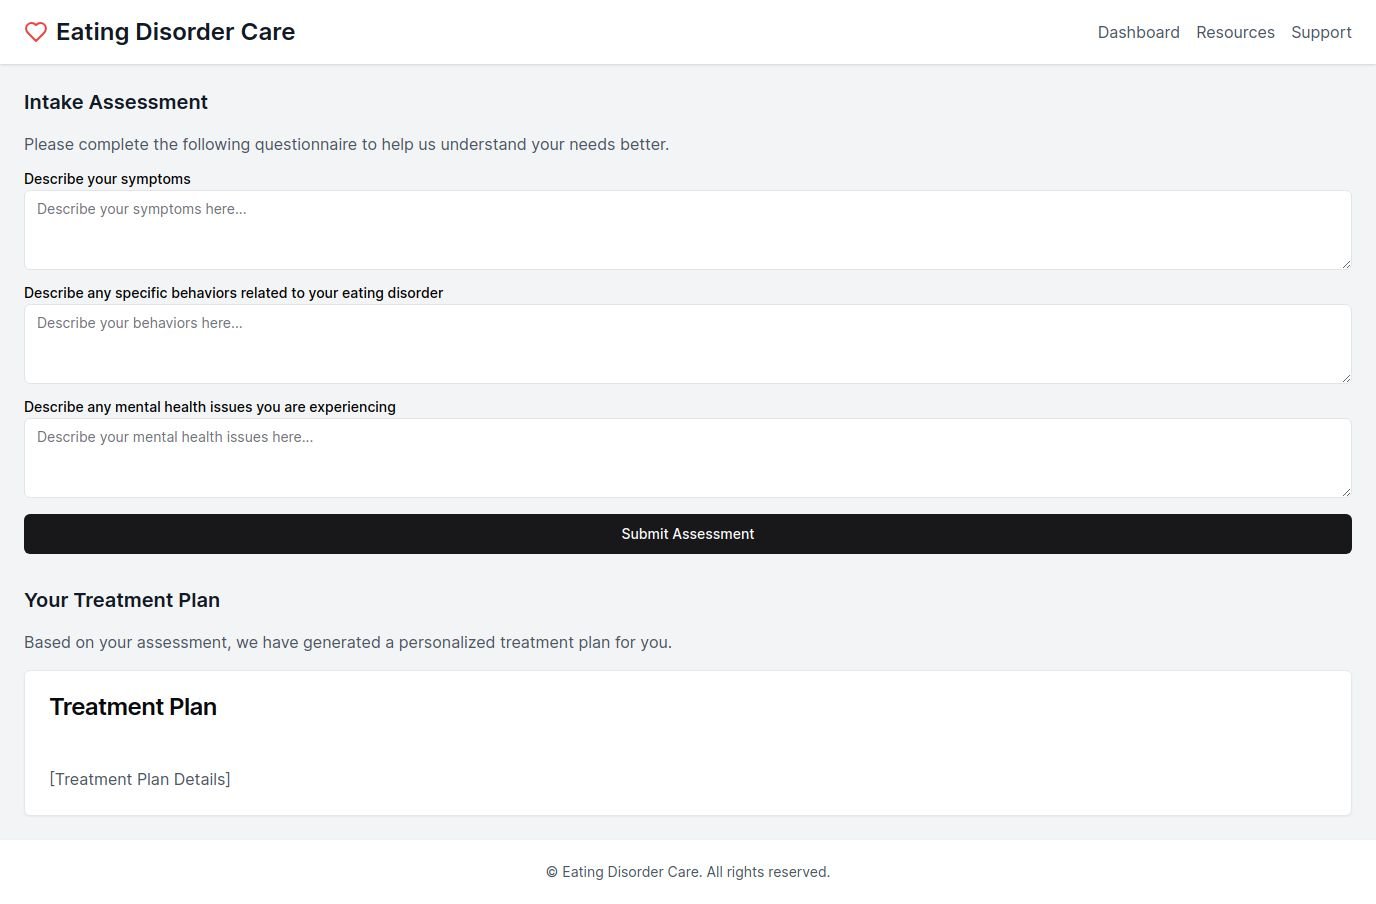 Eating Disorder Care
Dashboard Resources Support
Intake Assessment
Please complete the following questionnaire to help us understand your needs better.
Describe your symptoms
Describe your symptoms here...
Describe any specific behaviors related to your eating disorder
Describe your behaviors here...
Describe any mental health issues you are experiencing
Describe your mental health issues here...
Submit Assessment
Your Treatment Plan
Based on your assessment, we have generated a personalized treatment plan for you.
Treatment Plan
[Treatment Plan Details]
© Eating Disorder Care. All rights reserved.